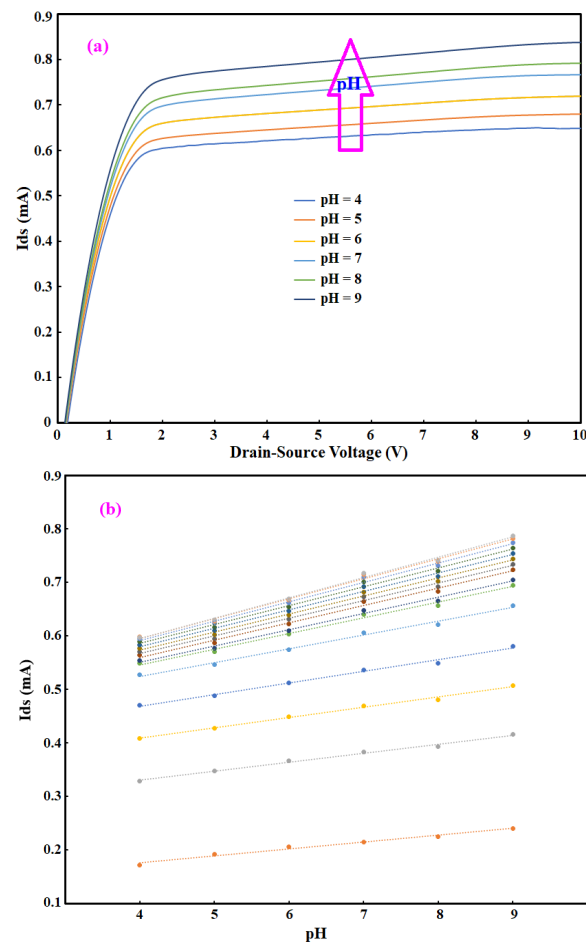 0.9
(a)
0.8
pH
0.7
0.6
Ids (mA)
0.5
pH = 4
pH = 5
0.4
pH = 6
pH = 7
0.3
pH = 8
pH = 9
0.2
0.1
0
0 1 2 3 4 5 6 7 8 9 10
Drain-Source Voltage (V)
0.9
(b)
0.8
0.7
0.6
Ids (mA)
0.5
0.4
0.3
0.2
0.1
4 5 6 7 8 9
pH